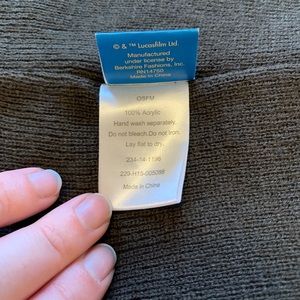 © & ™ Lucasfilm Ltd.
Manufactured
under license by
Berkshire Fashions, Inc.
RN14750
Made in China
OSFM
100% Acrylic
Hand wash separately.
Do not bleach.Do not Iron.
Lay flat to dry.
234-14-1196
229-H15-005088
Made in China